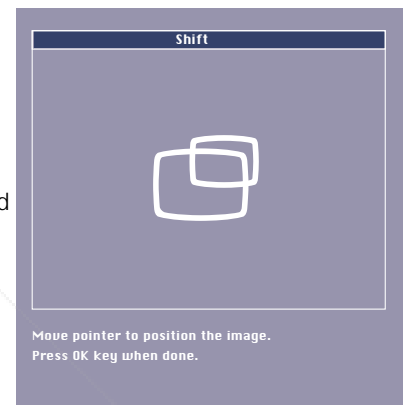 Shift
d
Move pointer to position the image.
Press OK key when done.